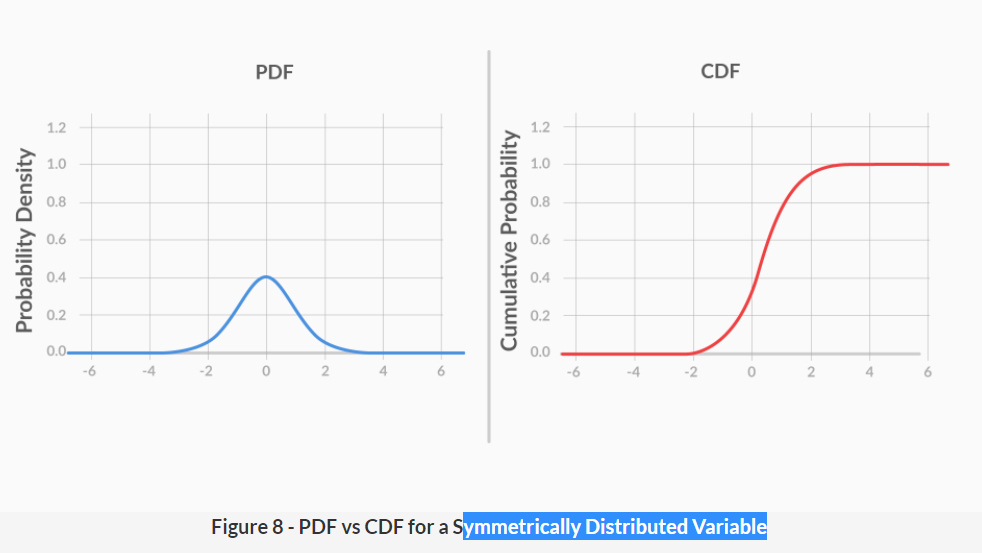 PDF
CDF
Probability Density
1.2
1.0
0.8
0.6
0.4
0.2
0.0
-6 -4 -2 0 2 4 6
Cumulative Probability
1.2
1.0
0.8
0.6
0.4
0.2
0.0
-6 -4 -2 0 2 4 6
Figure 8 - PDF vs CDF for a Symmetrically Distributed Variable